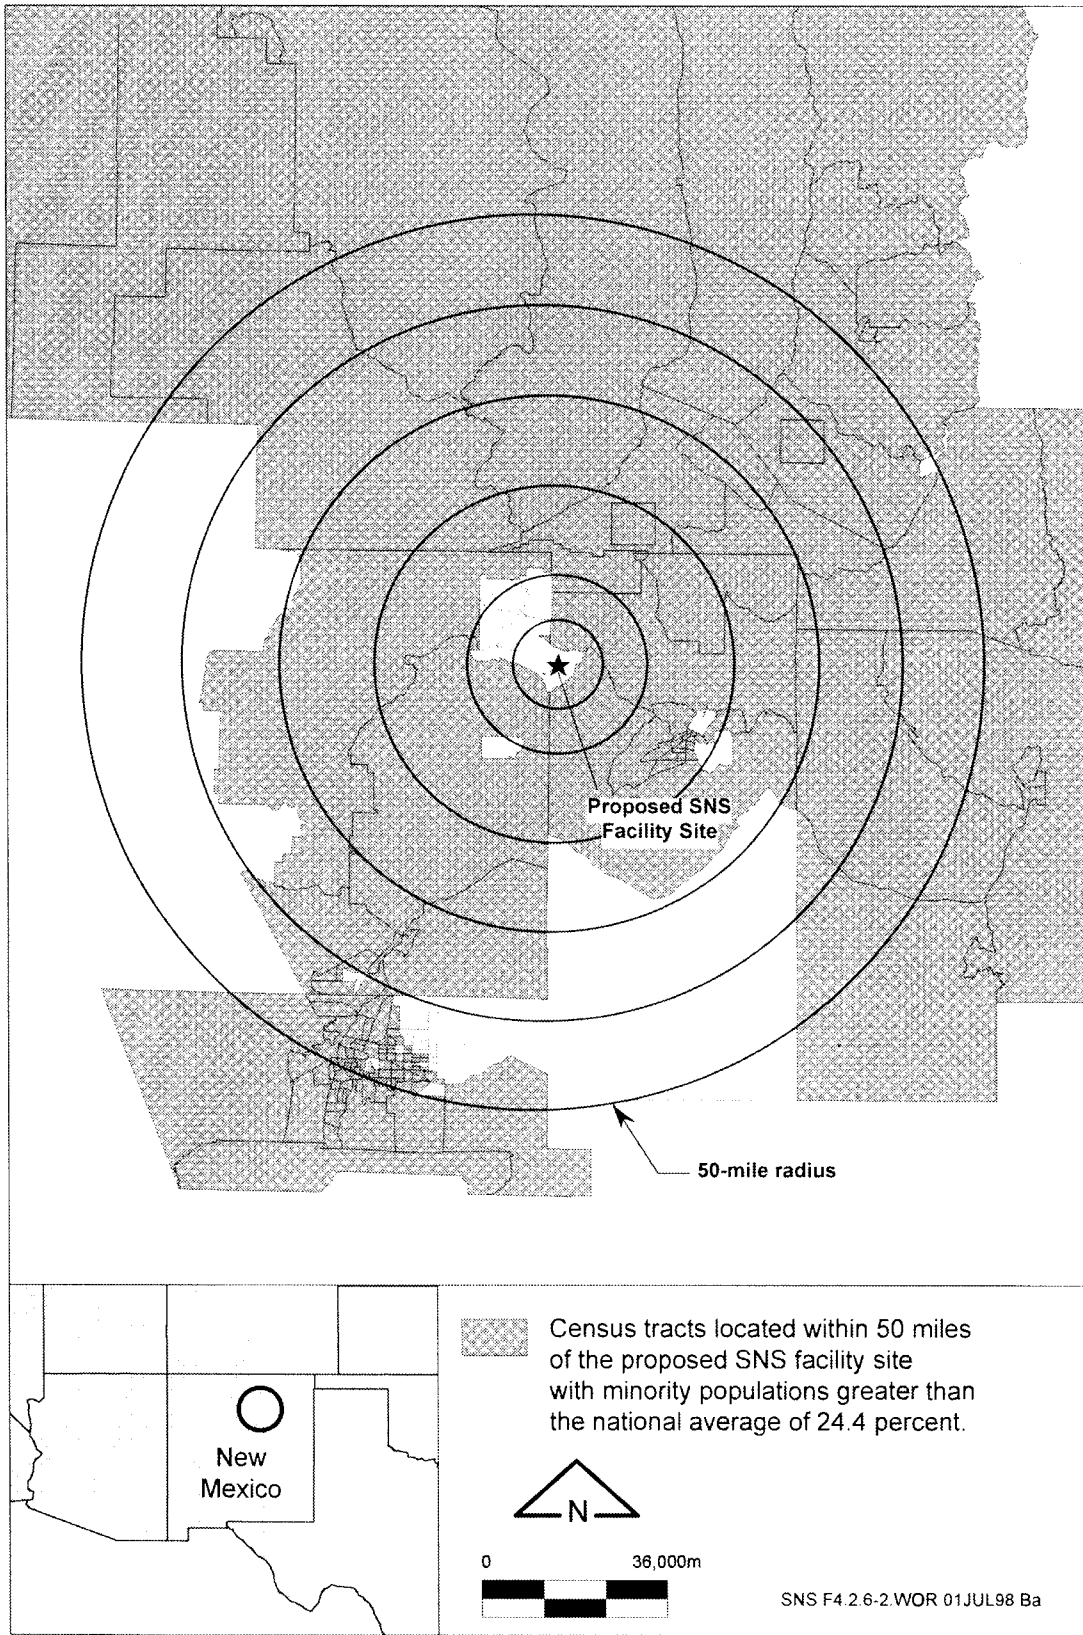 Proposed SNS
Facility Site
50-mile radius
New
Mexico
Census tracts located within 50 miles
of the proposed SNS facility site
with minority populations greater than
the national average of 24.4 percent.
N
0 36,000m
SNS F4.2.6-2.WOR 01JUL98 Ba